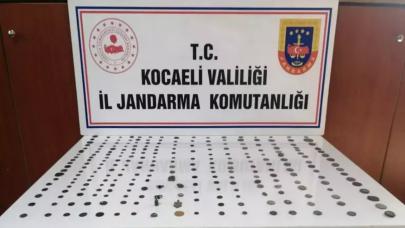 T.C.
KOCAELİ VALİLİĞİ
İL JANDARMA KOMUTANLIĞI